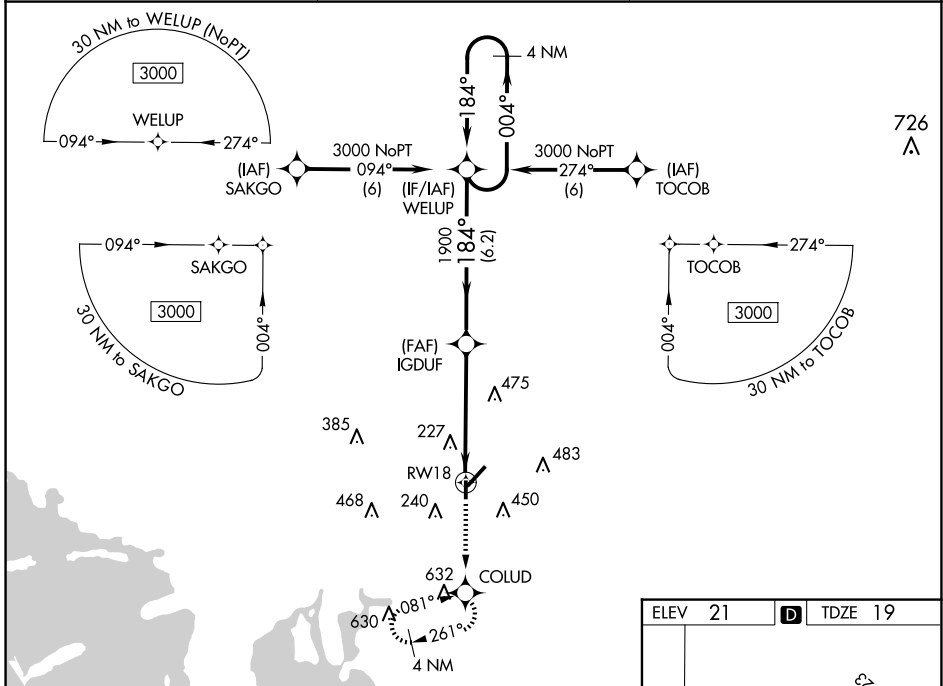 30 NM to WELUP (NoPT)
3000
WELUP
094°
274°
4 NM
184°
004°
726
3000 NoPT
094°
(6)
(IAF)
SAKGO
(IF/IAF)
WELUP
3000 NoPT
274°
(6)
(IAF)
TOCOB
1900
184°
(6.2)
094°
SAKGO
3000
004°
30 NM to SAKGO
274°
TOCOB
3000
004°
30 NM to TOCOB
(FAF)
IGDUF
475
385
227
483
RW18
468
240
450
632
COLUD
630
081°
261°
4 NM
ELEV 21 D TDZE 19